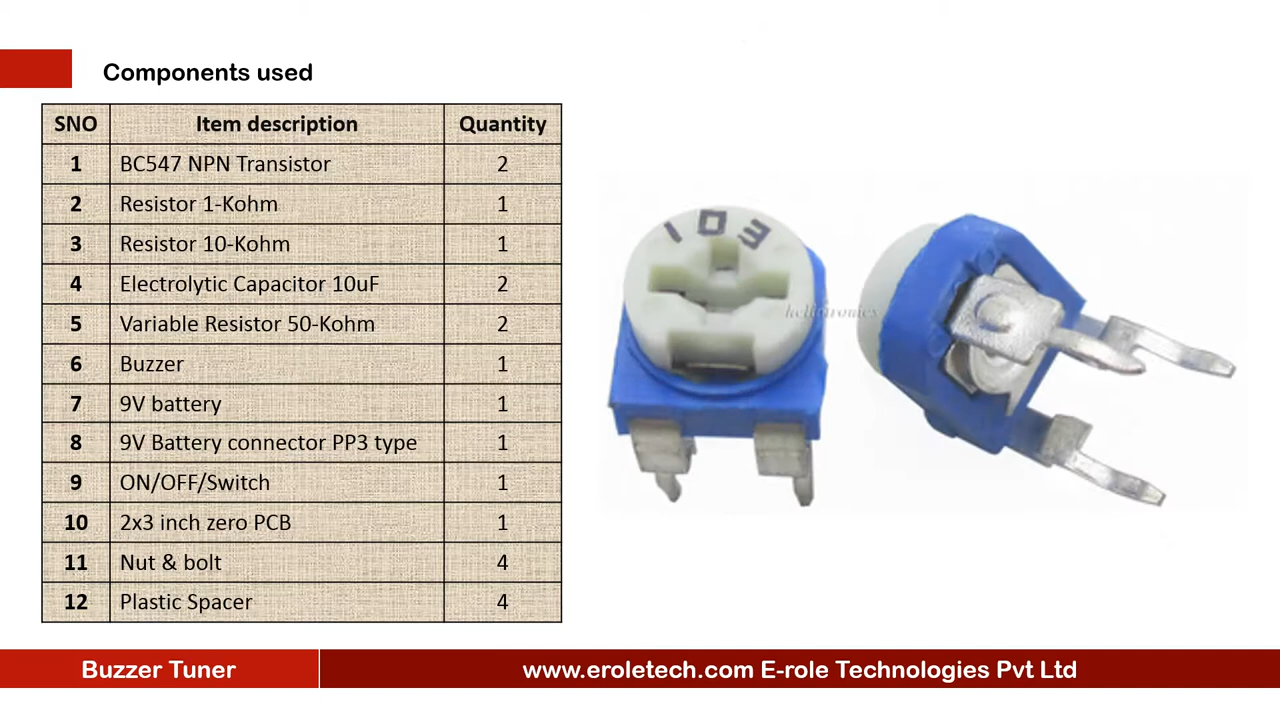 Components used
SNO Item description Quantity
1 BC547 NPN Transistor 2
2 Resistor 1-Kohm 1
3 Resistor 10-Kohm 1
4 Electrolytic Capacitor 10uF 2
5 Variable Resistor 50-Kohm 2
6 Buzzer 1
7 9V battery 1
8 9V Battery connector PP3 type 1
9 ON/OFF/Switch 1
10 2x3 inch zero PCB 1
11 Nut & bolt 4
12 Plastic Spacer 4
103
Buzzer Tuner www.eroletech.com E-role Technologies Pvt Ltd